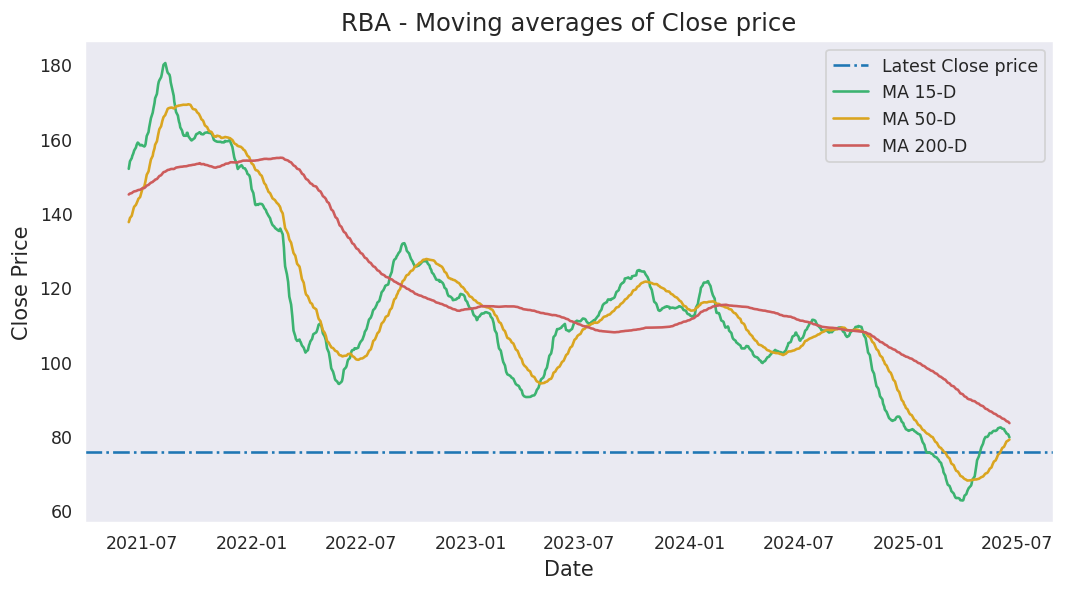 RBA - Moving averages of Close price
Latest Close price
MA 15-D
MA 50-D
MA 200-D
Close Price
180
160
140
120
100
80
60
2021-07
2022-01
2022-07
2023-01
2023-07
2024-01
2024-07
2025-01
2025-07
Date